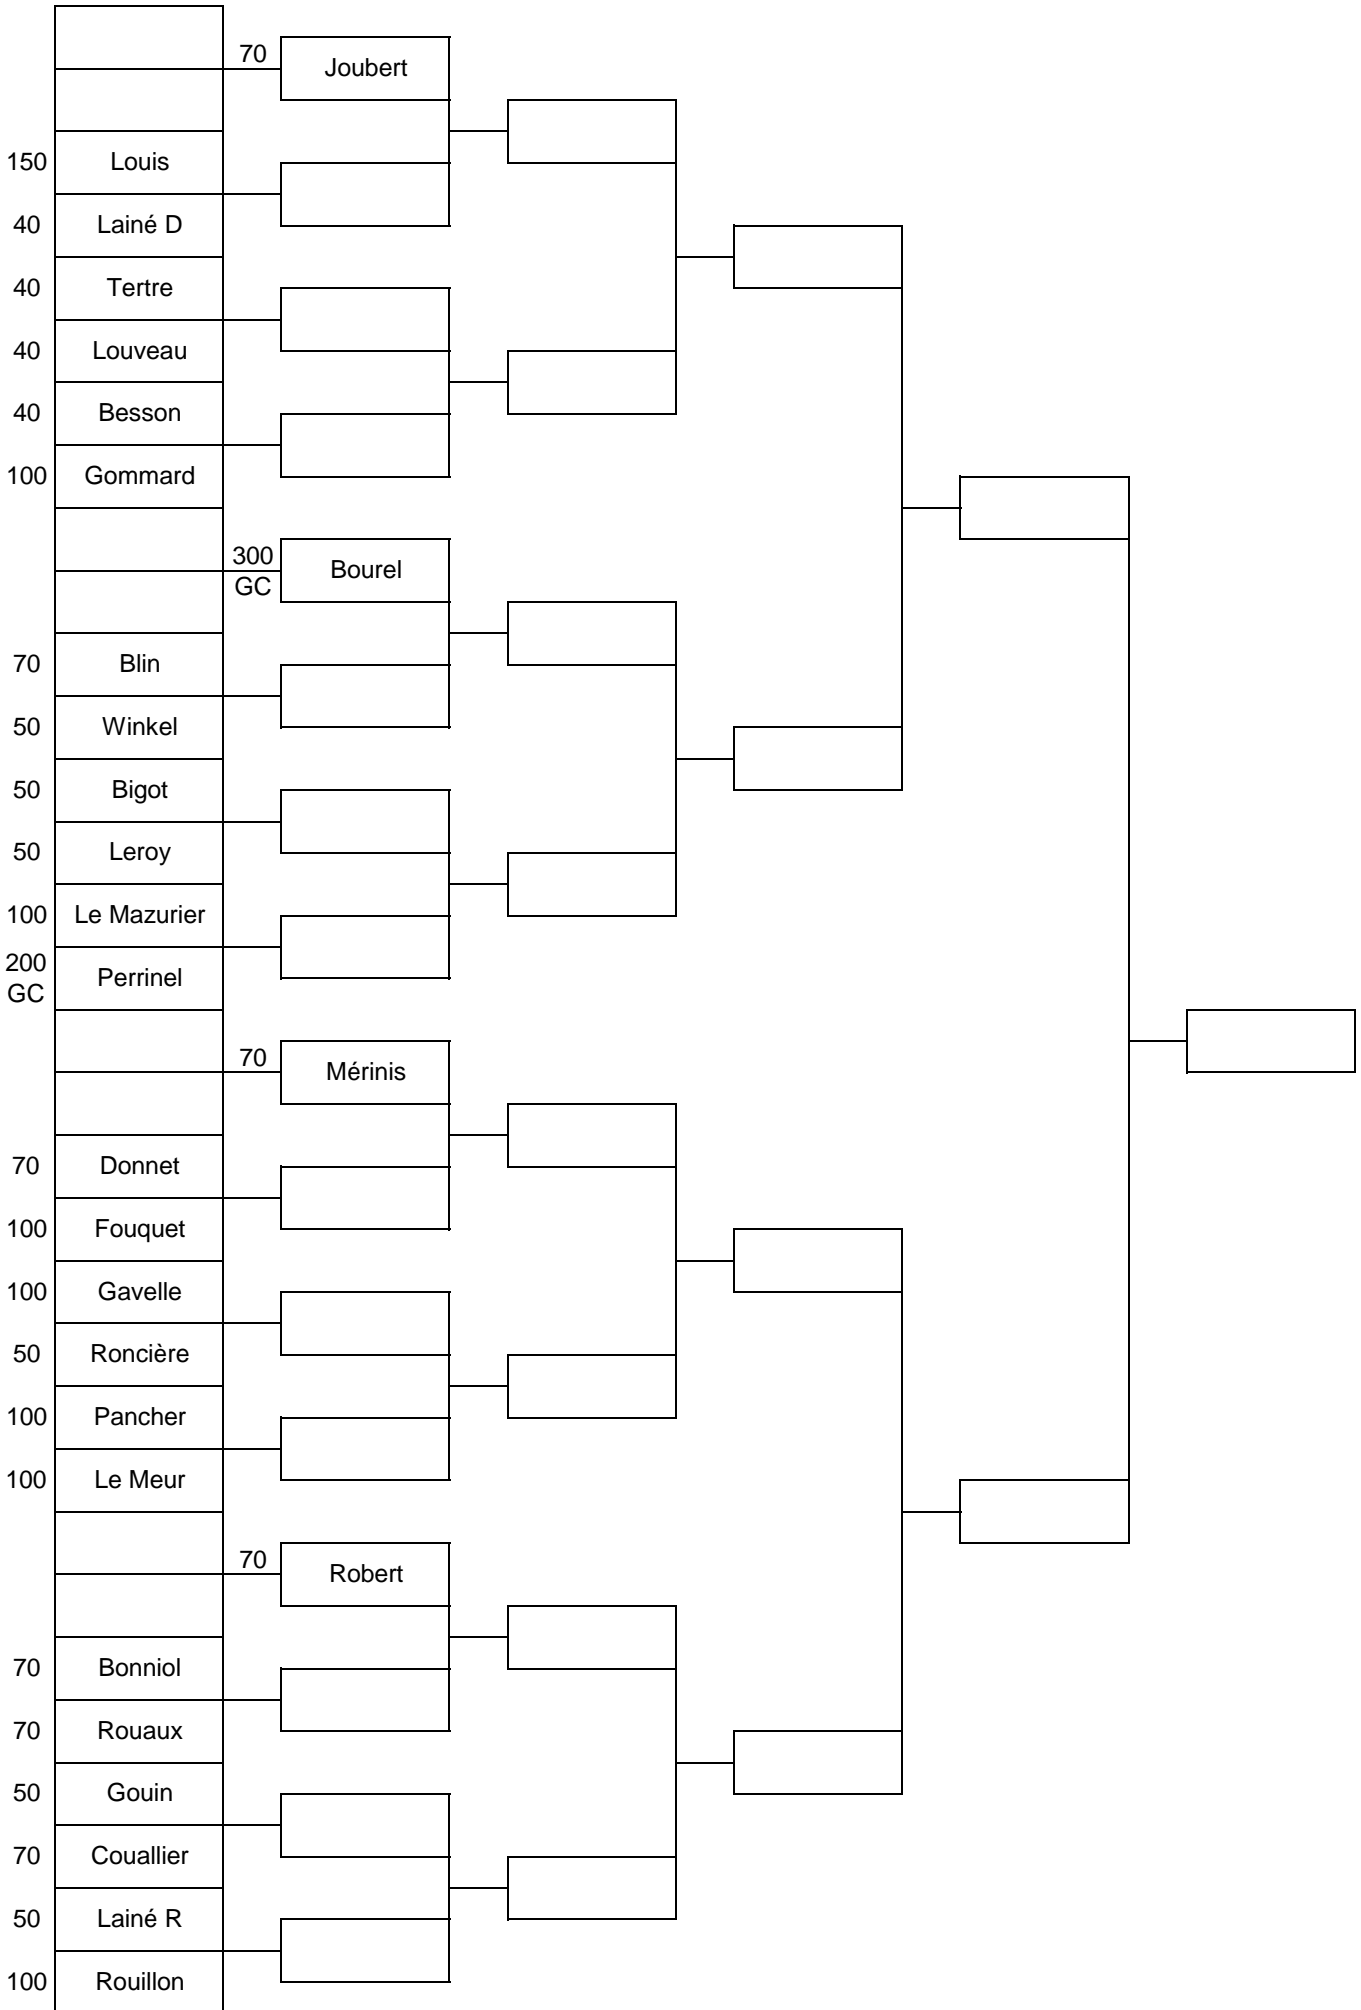 70 Joubert
150 Louis
40 Lainé D
40 Tertre
40 Louveau
40 Besson
100 Gommard
300 GC Bourel
70 Blin
50 Winkel
50 Bigot
50 Leroy
100 Le Mazurier
200 GC Perrinel
70 Mérinis
70 Donnet
100 Fouquet
100 Gavelle
50 Roncière
100 Pancher
100 Le Meur
70 Robert
70 Bonniol
70 Rouaux
50 Gouin
70 Couallier
50 Lainé R
100 Rouillon